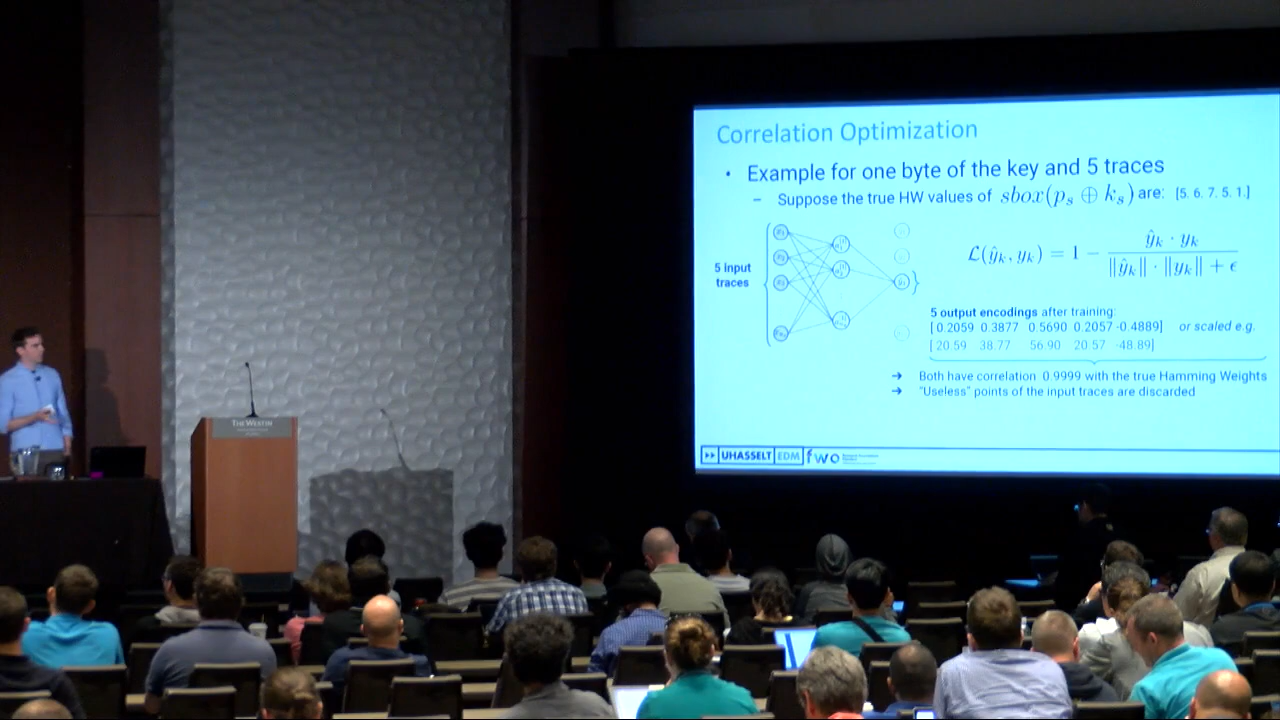 Correlation Optimization
• Example for one byte of the key and 5 traces
– Suppose the true HW values of sbox(pₛ ⊕ kₛ) are: [5. 6. 7. 5. 1.]
5 input
traces
ℒ(ŷₖ, yₖ) = 1 − (ŷₖ · yₖ) / (‖ŷₖ‖ · ‖yₖ‖ + ϵ)
5 output encodings after training:
[ 0.2059 0.3877 0.5690 0.2057 -0.4889] or scaled e.g.
[ 20.59 38.77 56.90 20.57 -48.89]
➔ Both have correlation 0.9999 with the true Hamming Weights
➔ "Useless" points of the input traces are discarded
UHASSELT EDM fwo
THE WESTIN